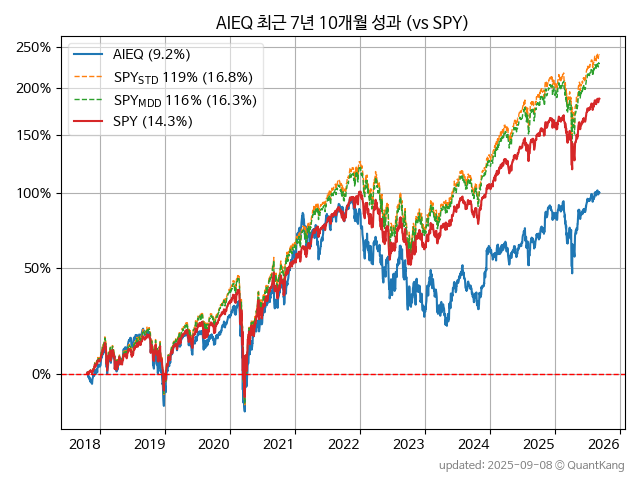 AIEQ 최근 7년 10개월 성과 (vs SPY)
250%
200%
150%
100%
50%
0%
AIEQ (9.2%)
SPY_STD 119% (16.8%)
SPY_MDD 116% (16.3%)
SPY (14.3%)
2018 2019 2020 2021 2022 2023 2024 2025 2026
updated: 2025-09-08 © QuantKang